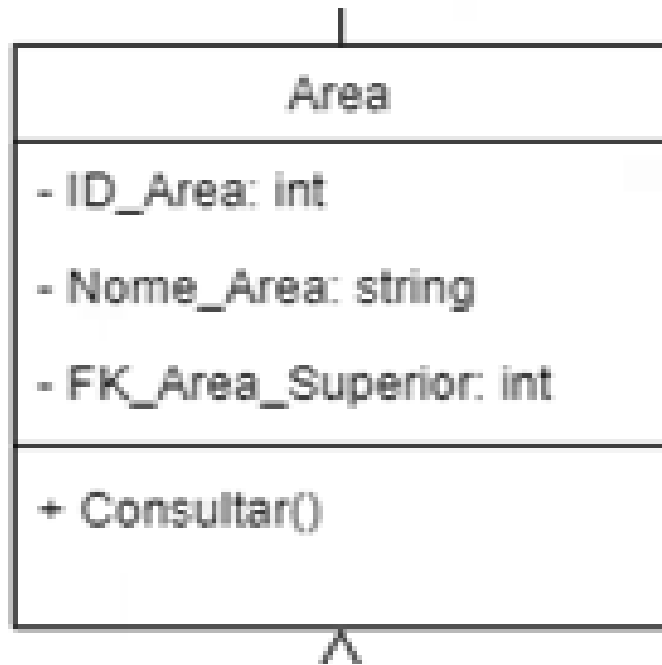 Area
- ID_Area: int
- Nome_Area: string
- FK_Area_Superior: int
+ Consultar()